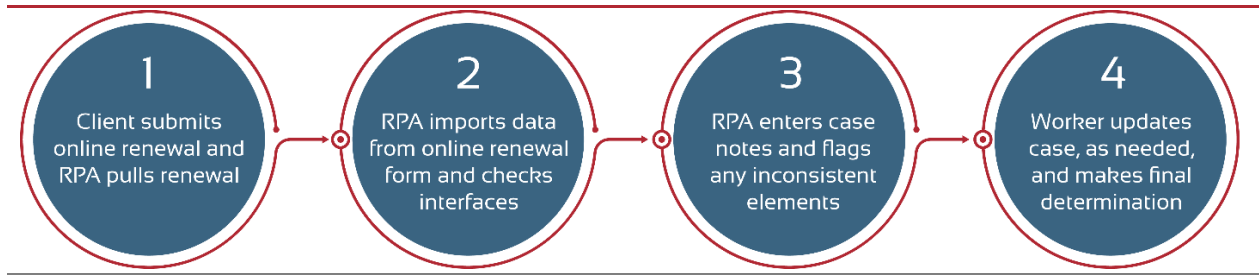 1
Client submits
online renewal and
RPA pulls renewal
2
RPA imports data
from online renewal
form and checks
interfaces
3
RPA enters case
notes and flags
any inconsistent
elements
4
Worker updates
case, as needed,
and makes final
determination